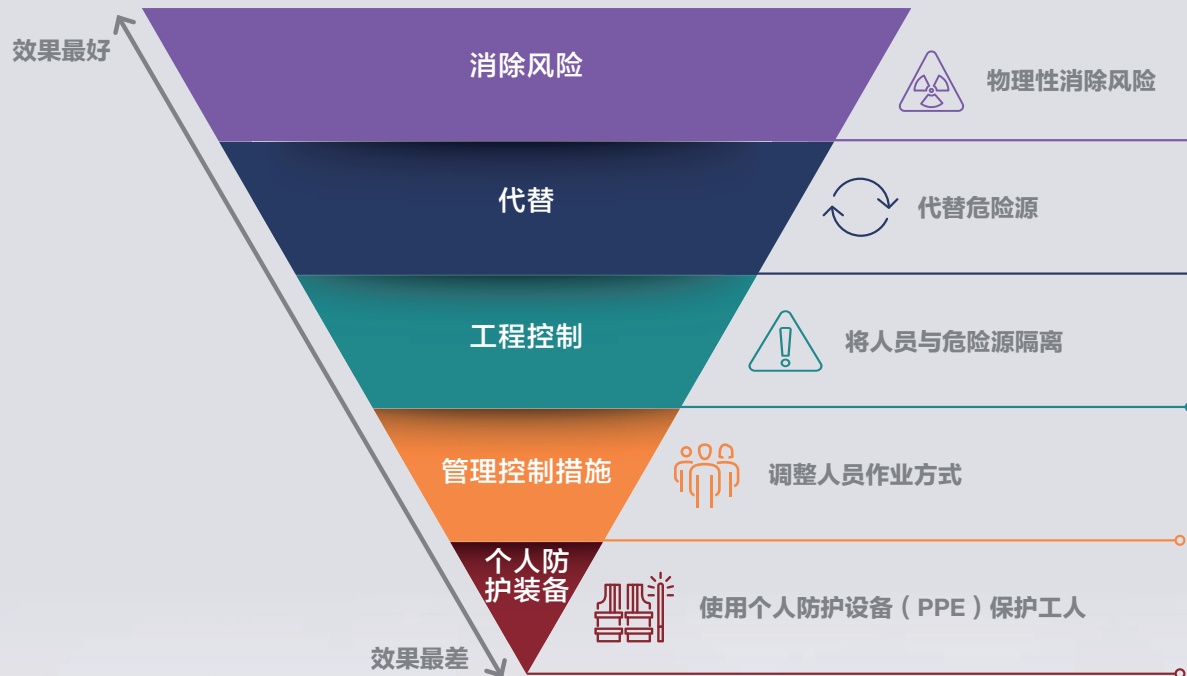 效果最好
消除风险
物理性消除风险
代替
代替危险源
工程控制
将人员与危险源隔离
管理控制措施
调整人员作业方式
个人防
护装备
使用个人防护设备（PPE）保护工人
效果最差